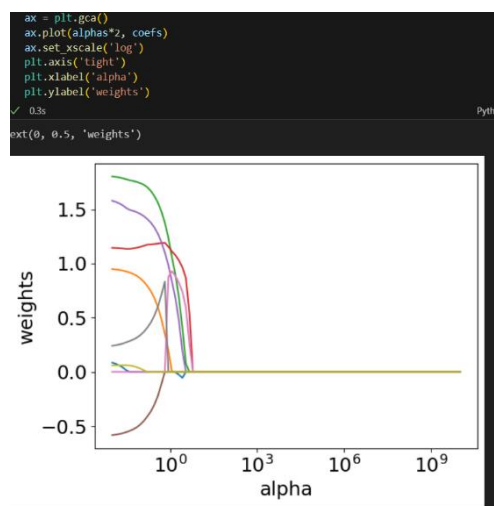 ax = plt.gca()
ax.plot(alphas*2, coefs)
ax.set_xscale('log')
plt.axis('tight')
plt.xlabel('alpha')
plt.ylabel('weights')
✓ 0.3s Pyth
ext(0, 0.5, 'weights')
1.5
1.0
0.5
0.0
−0.5
weights
10⁰ 10³ 10⁶ 10⁹
alpha